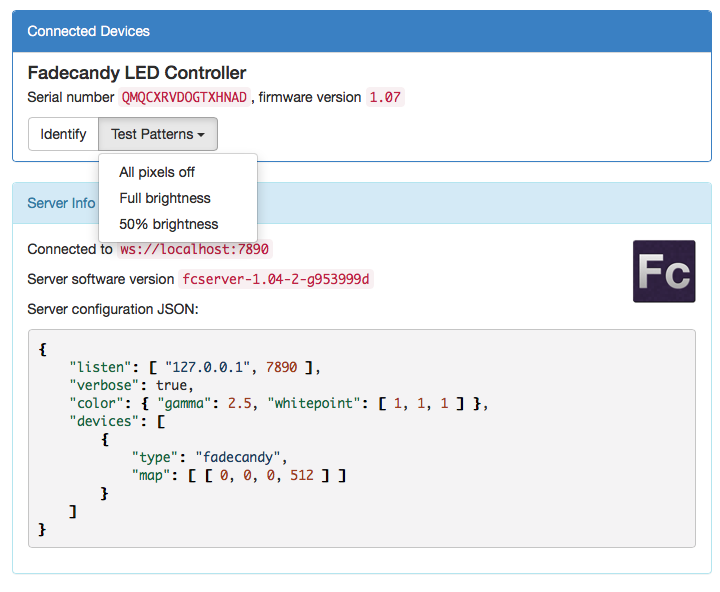 Connected Devices
Fadecandy LED Controller
Serial number QMQCXRVDOGTXHNAD, firmware version 1.07
Identify Test Patterns
All pixels off
Full brightness
50% brightness
Server Info
Connected to ws://localhost:7890
Server software version fcserver-1.04-2-g953999d
Fc
Server configuration JSON:
{
    "listen": [ "127.0.0.1", 7890 ],
    "verbose": true,
    "color": { "gamma": 2.5, "whitepoint": [ 1, 1, 1 ] },
    "devices": [
        {
            "type": "fadecandy",
            "map": [ [ 0, 0, 0, 512 ] ]
        }
    ]
}